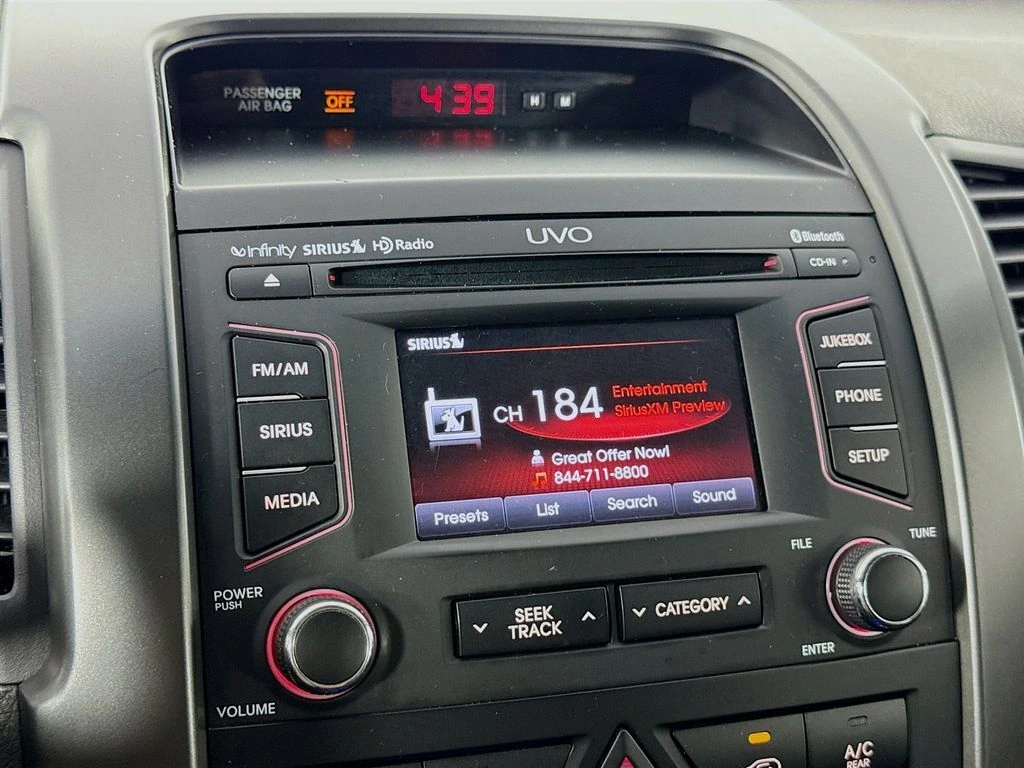 PASSENGER
AIR BAG
OFF
4 39
H M
infinity SIRIUS HD Radio
UVO
Bluetooth
CD-IN
SIRIUS
CH 184
Entertainment
SiriusXM Preview
Great Offer Now!
844-711-8800
Presets List Search Sound
FM/AM
SIRIUS
MEDIA
JUKEBOX
PHONE
SETUP
POWER
PUSH
VOLUME
SEEK
TRACK
CATEGORY
FILE
TUNE
ENTER
A/C
REAR